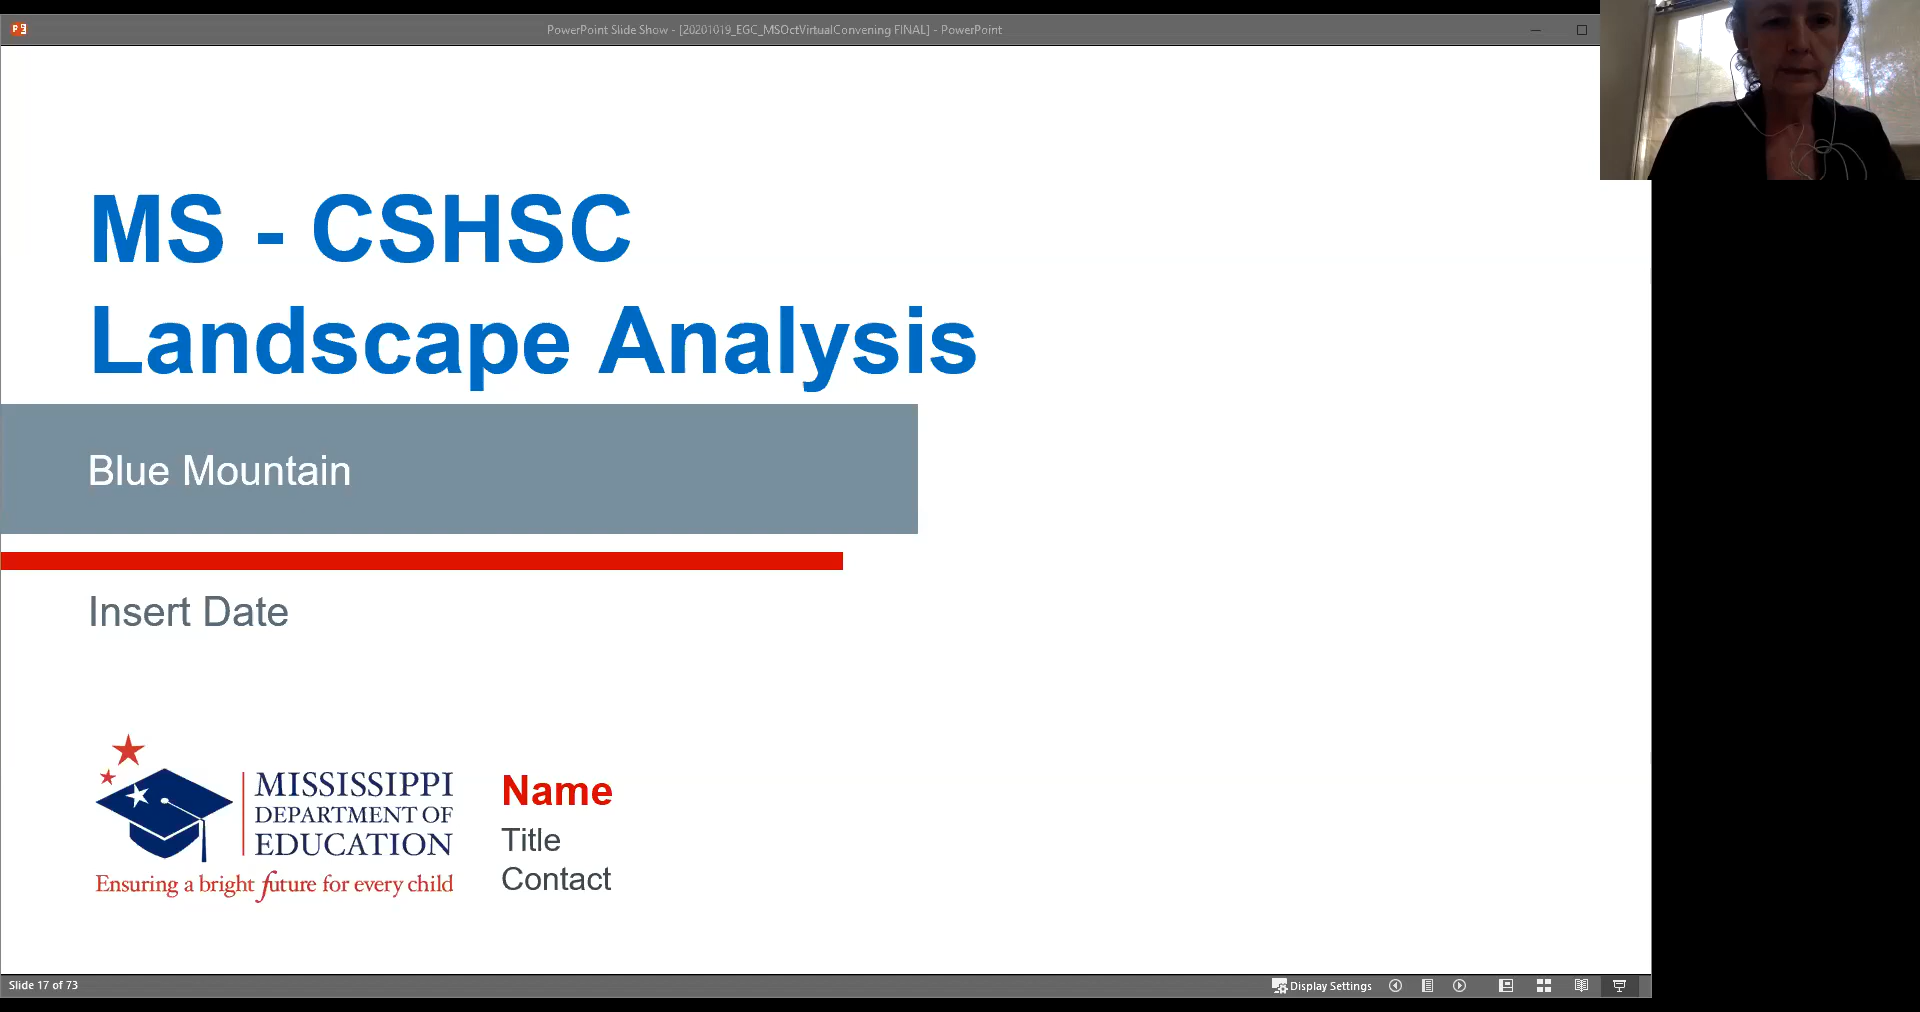 PowerPoint Slide Show - [20201019_EGC_MSOctVirtualConvening FINAL] - PowerPoint
MS - CSHSC
Landscape Analysis
Blue Mountain
Insert Date
MISSISSIPPI
DEPARTMENT OF
EDUCATION
Ensuring a bright future for every child
Name
Title
Contact
Slide 17 of 73
Display Settings